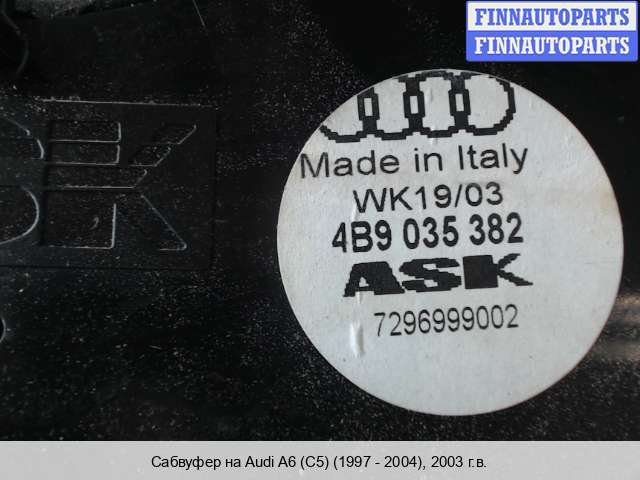 FINNAUTOPARTS
FINNAUTOPARTS
Made in Italy
WK19/03
4B9 035 382
ASK
7296999002
Сабвуфер на Audi A6 (C5) (1997 - 2004), 2003 г.в.